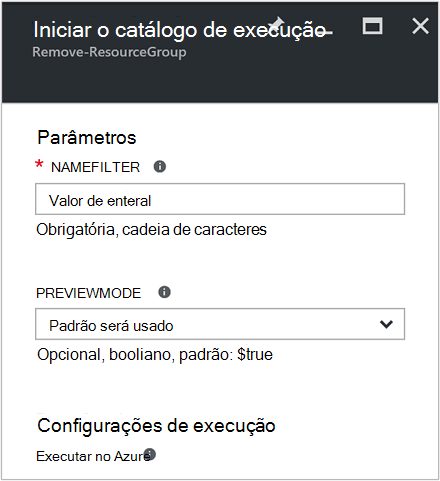 Iniciar o catálogo de execução
Remove-ResourceGroup
Parâmetros
* NAMEFILTER
Valor de enteral
Obrigatória, cadeia de caracteres
PREVIEWMODE
Padrão será usado
Opcional, booliano, padrão: $true
Configurações de execução
Executar no Azure